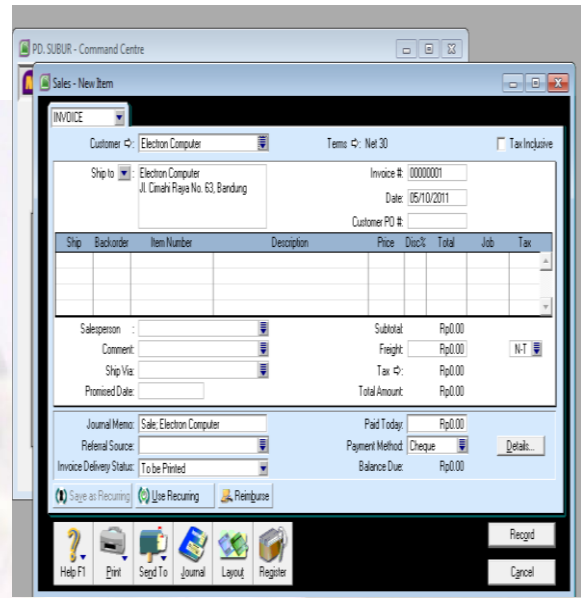 PD. SUBUR - Command Centre
Sales - New Item
INVOICE
Customer : Electron Computer
Terms : Net 30
Tax Inclusive
Ship to : Electron Computer
Jl. Cimahi Raya No. 63, Bandung
Invoice #: 00000001
Date: 05/10/2011
Customer PO #:
Ship Backorder Item Number Description Price Disc% Total Job Tax
Salesperson : Subtotal: Rp0.00
Comment: Freight: Rp0.00 N-T
Ship Via: Tax : Rp0.00
Promised Date: Total Amount: Rp0.00
Journal Memo: Sale; Electron Computer Paid Today: Rp0.00
Referral Source: Payment Method: Cheque Details...
Invoice Delivery Status: To be Printed Balance Due: Rp0.00
Save as Recurring Use Recurring Reimburse
Help F1 Print Send To Journal Layout Register
Record
Cancel